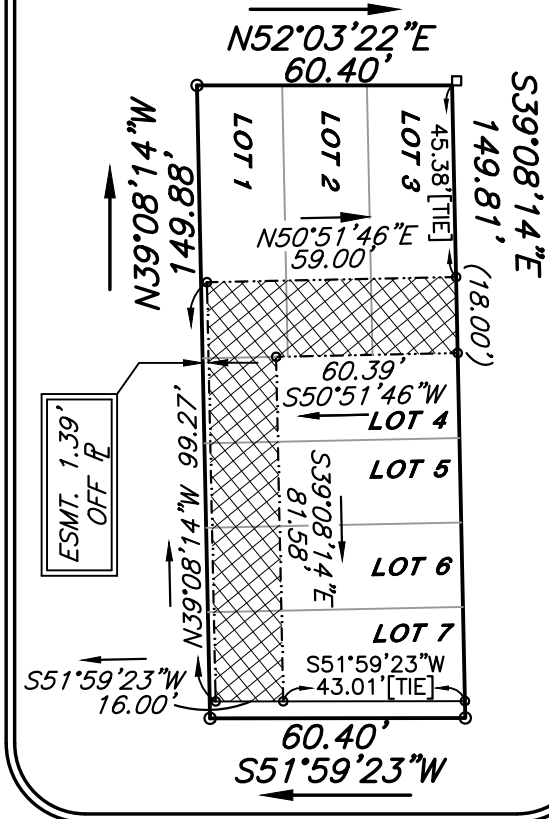 N52°03'22"E
60.40'
S39°08'14"E
149.81'
N39°08'14"W
149.88'
LOT 1
LOT 2
LOT 3
45.38' [TIE]
N50°51'46"E
59.00'
(18.00')
60.39'
S50°51'46"W
LOT 4
LOT 5
ESMT. 1.39'
OFF PL
N39°08'14"W 99.27'
S39°08'14"E
81.58'
LOT 6
LOT 7
S51°59'23"W
43.01' [TIE]
S51°59'23"W
16.00'
60.40'
S51°59'23"W